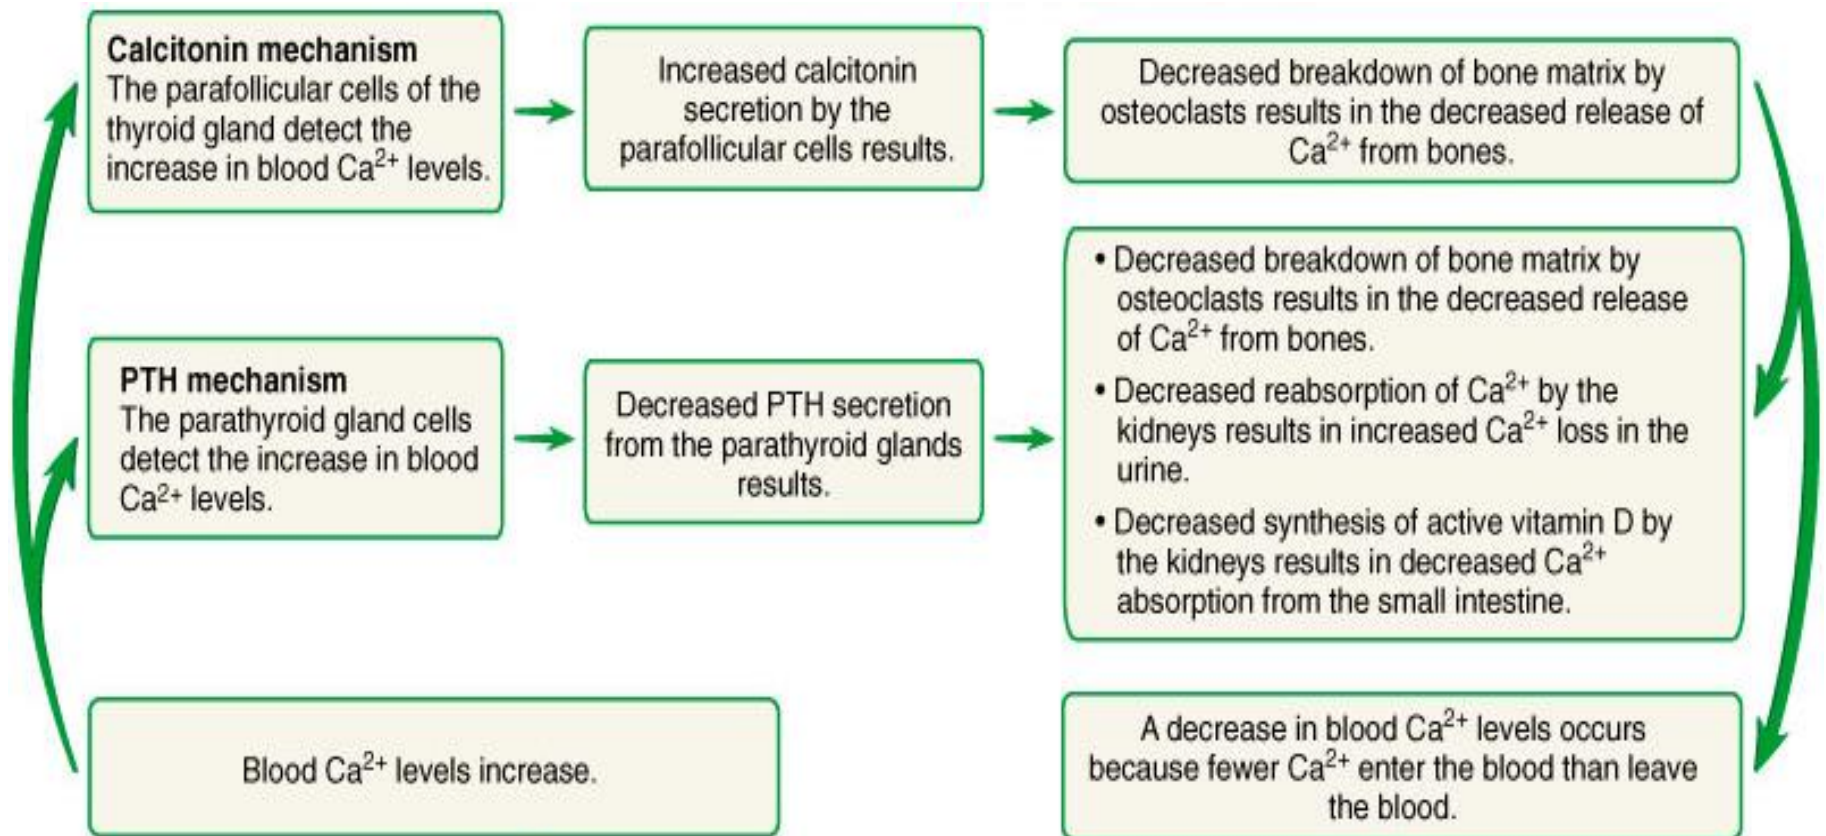 Calcitonin mechanism
The parafollicular cells of the
thyroid gland detect the
increase in blood Ca²⁺ levels.
Increased calcitonin
secretion by the
parafollicular cells results.
Decreased breakdown of bone matrix by
osteoclasts results in the decreased release of
Ca²⁺ from bones.
PTH mechanism
The parathyroid gland cells
detect the increase in blood
Ca²⁺ levels.
Decreased PTH secretion
from the parathyroid glands
results.
• Decreased breakdown of bone matrix by
osteoclasts results in the decreased release
of Ca²⁺ from bones.
• Decreased reabsorption of Ca²⁺ by the
kidneys results in increased Ca²⁺ loss in the
urine.
• Decreased synthesis of active vitamin D by
the kidneys results in decreased Ca²⁺
absorption from the small intestine.
Blood Ca²⁺ levels increase.
A decrease in blood Ca²⁺ levels occurs
because fewer Ca²⁺ enter the blood than leave
the blood.